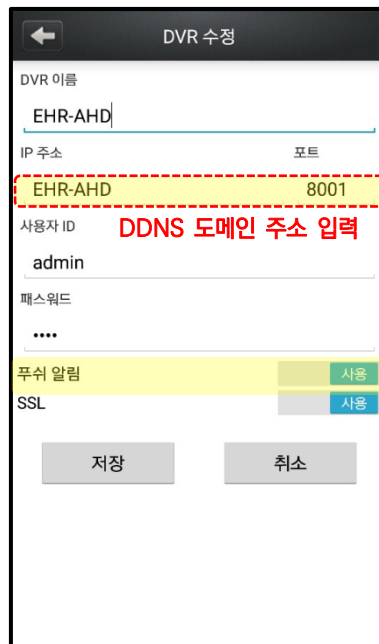 DVR 수정
DVR 이름
EHR-AHD
IP 주소 포트
EHR-AHD 8001
사용자 ID DDNS 도메인 주소 입력
admin
패스워드
••••
푸쉬 알림 사용
SSL 사용
저장 취소